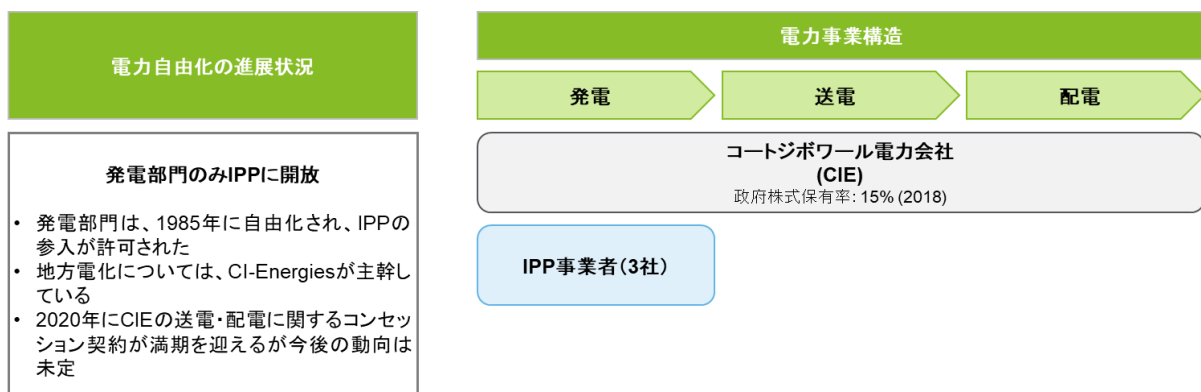 電力自由化の進展状況
発電部門のみIPPに開放
• 発電部門は、1985年に自由化され、IPPの
参入が許可された
• 地方電化については、CI-Energiesが主幹し
ている
• 2020年にCIEの送電・配電に関するコンセッ
ション契約が満期を迎えるが今後の動向は
未定
電力事業構造
発電
送電
配電
コートジボワール電力会社
(CIE)
政府株式保有率: 15% (2018)
IPP事業者(3社)